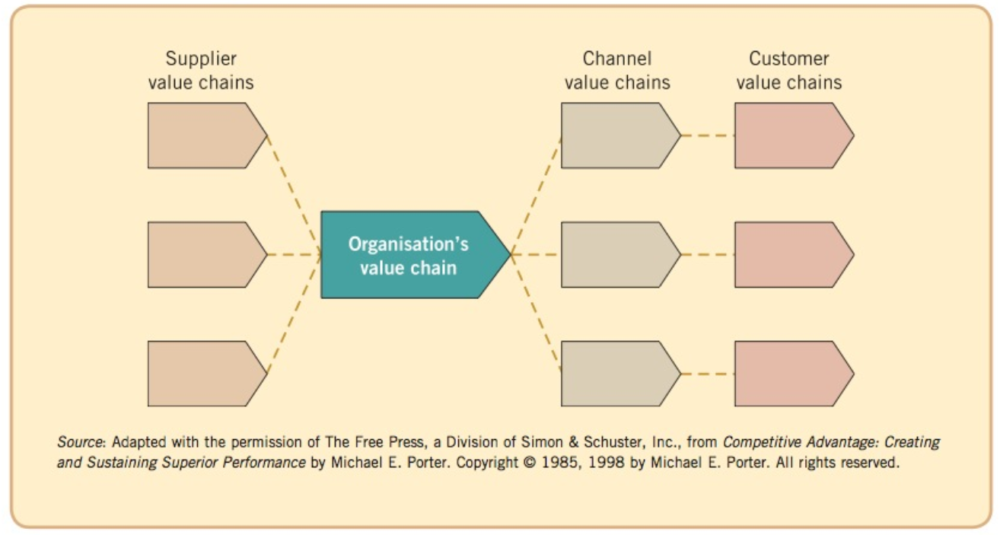 Supplier
value chains
Channel
value chains
Customer
value chains
Organisation's
value chain
Source: Adapted with the permission of The Free Press, a Division of Simon & Schuster, Inc., from Competitive Advantage: Creating
and Sustaining Superior Performance by Michael E. Porter. Copyright © 1985, 1998 by Michael E. Porter. All rights reserved.